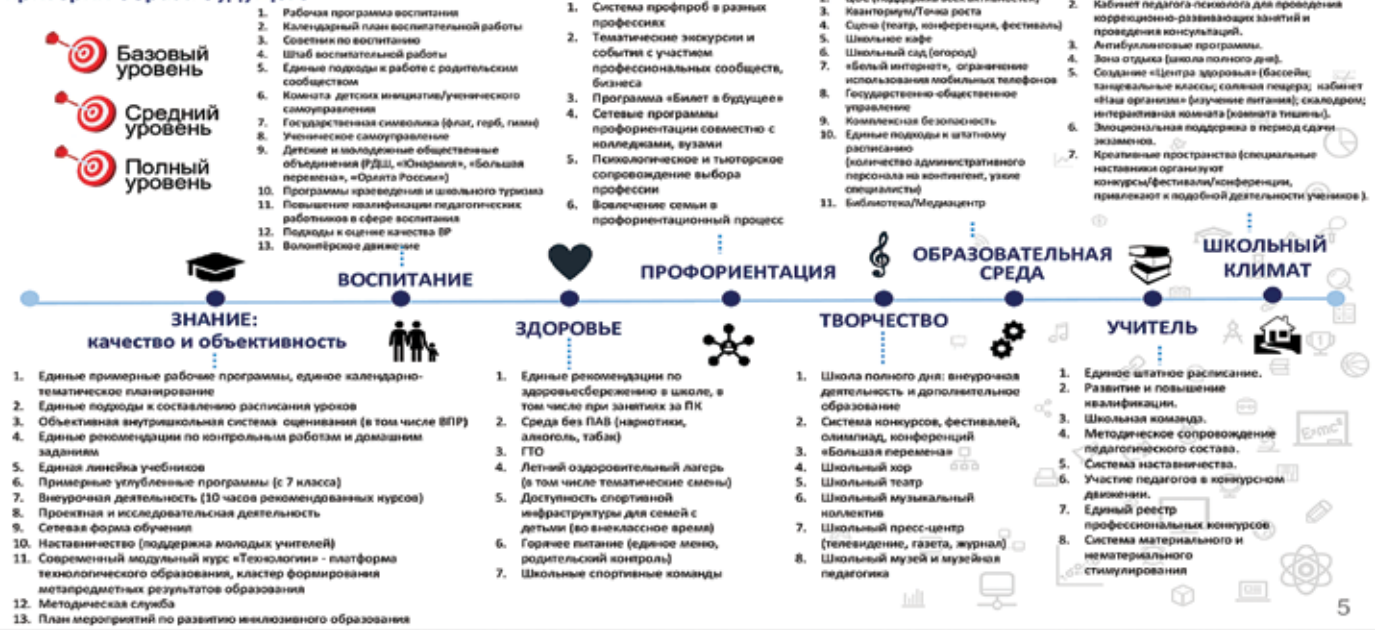 Базовый
уровень
Средний
уровень
Полный
уровень
1. Рабочая программа воспитания
2. Календарный план воспитательной работы
3. Советник по воспитанию
4. Штаб воспитательной работы
5. Единые подходы к работе с родительским
сообществом
6. Комната детских инициатив/ученического
самоуправления
7. Государственная символика (флаг, герб, гимн)
8. Ученическое самоуправление
9. Детские и молодежные общественные
объединения (РДШ, «Юнармия», «Большая
перемена», «Орлята России»)
10. Программы краеведения и школьного туризма
11. Повышение квалификации педагогических
работников в сфере воспитания
12. Подходы к оценке качества ВР
13. Волонтёрское движение
ВОСПИТАНИЕ
1. Система профпроб в разных
профессиях
2. Тематические экскурсии и
события с участием
профессиональных сообществ,
бизнеса
3. Программа «Билет в будущее»
4. Сетевые программы
профориентации совместно с
колледжами, вузами
5. Психологическое и тьюторское
сопровождение выбора
профессии
6. Вовлечение семьи в
профориентационный процесс
ПРОФОРИЕНТАЦИЯ
3. Кванториум/Точка роста
4. Сцена (театр, конференция, фестиваль)
5. Школьное кафе
6. Школьный сад (огород)
7. «Белый интернет», ограничение
использования мобильных телефонов
8. Государственно-общественное
управление
9. Комплексная безопасность
10. Единые подходы к штатному
расписанию
(количество административного
персонала на контингент, узкие
специалисты)
11. Библиотека/Медиацентр
ОБРАЗОВАТЕЛЬНАЯ
СРЕДА
2. Кабинет педагога-психолога для проведения
коррекционно-развивающих занятий и
проведения консультаций.
3. Антибуллинговые программы.
4. Зона отдыха (школа полного дня).
5. Создание «Центра здоровья» (бассейн;
танцевальные классы; соляная пещера; кабинет
«Наш организм» (изучение питания); скалодром;
интерактивная комната (комната тишины).
6. Эмоциональная поддержка в период сдачи
экзаменов.
7. Креативные пространства (специальные
наставники организуют
конкурсы/фестивали/конференции,
привлекают к подобной деятельности учеников ).
ШКОЛЬНЫЙ
КЛИМАТ
ЗНАНИЕ:
качество и объективность
1. Единые примерные рабочие программы, единое календарно-
тематическое планирование
2. Единые подходы к составлению расписания уроков
3. Объективная внутришкольная система оценивания (в том числе ВПР)
4. Единые рекомендации по контрольным работам и домашним
заданиям
5. Единая линейка учебников
6. Примерные углубленные программы (с 7 класса)
7. Внеурочная деятельность (10 часов рекомендованных курсов)
8. Проектная и исследовательская деятельность
9. Сетевая форма обучения
10. Наставничество (поддержка молодых учителей)
11. Современный модульный курс «Технологии» - платформа
технологического образования, кластер формирования
метапредметных результатов образования
12. Методическая служба
13. План мероприятий по развитию инклюзивного образования
ЗДОРОВЬЕ
1. Единые рекомендации по
здоровьесбережению в школе, в
том числе при занятиях за ПК
2. Среда без ПАВ (наркотики,
алкоголь, табак)
3. ГТО
4. Летний оздоровительный лагерь
(в том числе тематические смены)
5. Доступность спортивной
инфраструктуры для семей с
детьми (во внеклассное время)
6. Горячее питание (единое меню,
родительский контроль)
7. Школьные спортивные команды
ТВОРЧЕСТВО
1. Школа полного дня: внеурочная
деятельность и дополнительное
образование
2. Система конкурсов, фестивалей,
олимпиад, конференций
3. «Большая перемена»
4. Школьный хор
5. Школьный театр
6. Школьный музыкальный
коллектив
7. Школьный пресс-центр
(телевидение, газета, журнал)
8. Школьный музей и музейная
педагогика
УЧИТЕЛЬ
1. Единое штатное расписание.
2. Развитие и повышение
квалификации.
3. Школьная команда.
4. Методическое сопровождение
педагогического состава.
5. Система наставничества.
6. Участие педагогов в конкурсном
движении.
7. Единый реестр
профессиональных конкурсов
8. Система материального и
нематериального
стимулирования
E=mc²
5